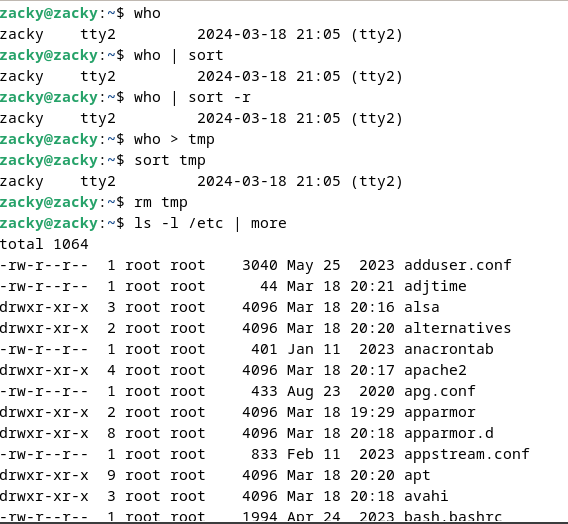 zacky@zacky:~$ who
zacky    tty2         2024-03-18 21:05 (tty2)
zacky@zacky:~$ who | sort
zacky    tty2         2024-03-18 21:05 (tty2)
zacky@zacky:~$ who | sort -r
zacky    tty2         2024-03-18 21:05 (tty2)
zacky@zacky:~$ who > tmp
zacky@zacky:~$ sort tmp
zacky    tty2         2024-03-18 21:05 (tty2)
zacky@zacky:~$ rm tmp
zacky@zacky:~$ ls -l /etc | more
total 1064
-rw-r--r--  1 root root    3040 May 25  2023 adduser.conf
-rw-r--r--  1 root root      44 Mar 18 20:21 adjtime
drwxr-xr-x  3 root root    4096 Mar 18 20:16 alsa
drwxr-xr-x  2 root root    4096 Mar 18 20:20 alternatives
-rw-r--r--  1 root root     401 Jan 11  2023 anacrontab
drwxr-xr-x  4 root root    4096 Mar 18 20:17 apache2
-rw-r--r--  1 root root     433 Aug 23  2020 apg.conf
drwxr-xr-x  2 root root    4096 Mar 18 19:29 apparmor
drwxr-xr-x  8 root root    4096 Mar 18 20:18 apparmor.d
-rw-r--r--  1 root root     833 Feb 11  2023 appstream.conf
drwxr-xr-x  9 root root    4096 Mar 18 20:20 apt
drwxr-xr-x  3 root root    4096 Mar 18 20:18 avahi
-rw-r--r--  1 root root    1994 Apr 24  2023 bash.bashrc